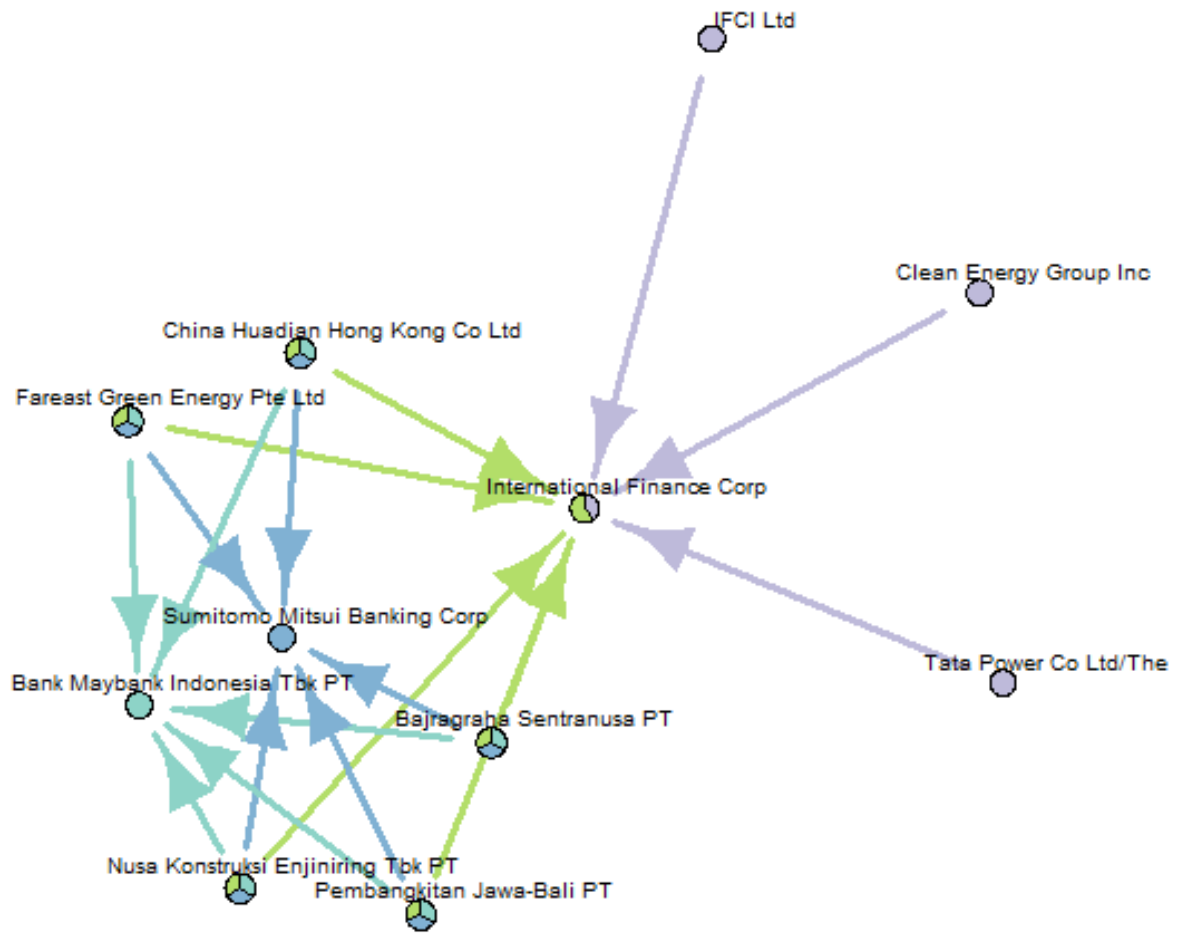 IFCI Ltd
Clean Energy Group Inc
China Huadian Hong Kong Co Ltd
Fareast Green Energy Pte Ltd
International Finance Corp
Sumitomo Mitsui Banking Corp
Tata Power Co Ltd/The
Bank Maybank Indonesia Tbk PT
Bajragraha Sentranusa PT
Nusa Konstruksi Enjiniring Tbk PT
Pembangkitan Jawa-Bali PT